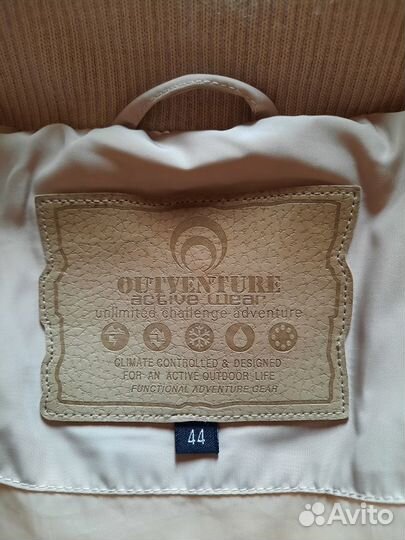 OUTVENTURE
active wear
unlimited challenge adventure
CLIMATE CONTROLLED & DESIGNED
FOR AN ACTIVE OUTDOOR LIFE
FUNCTIONAL ADVENTURE GEAR
44
Avito